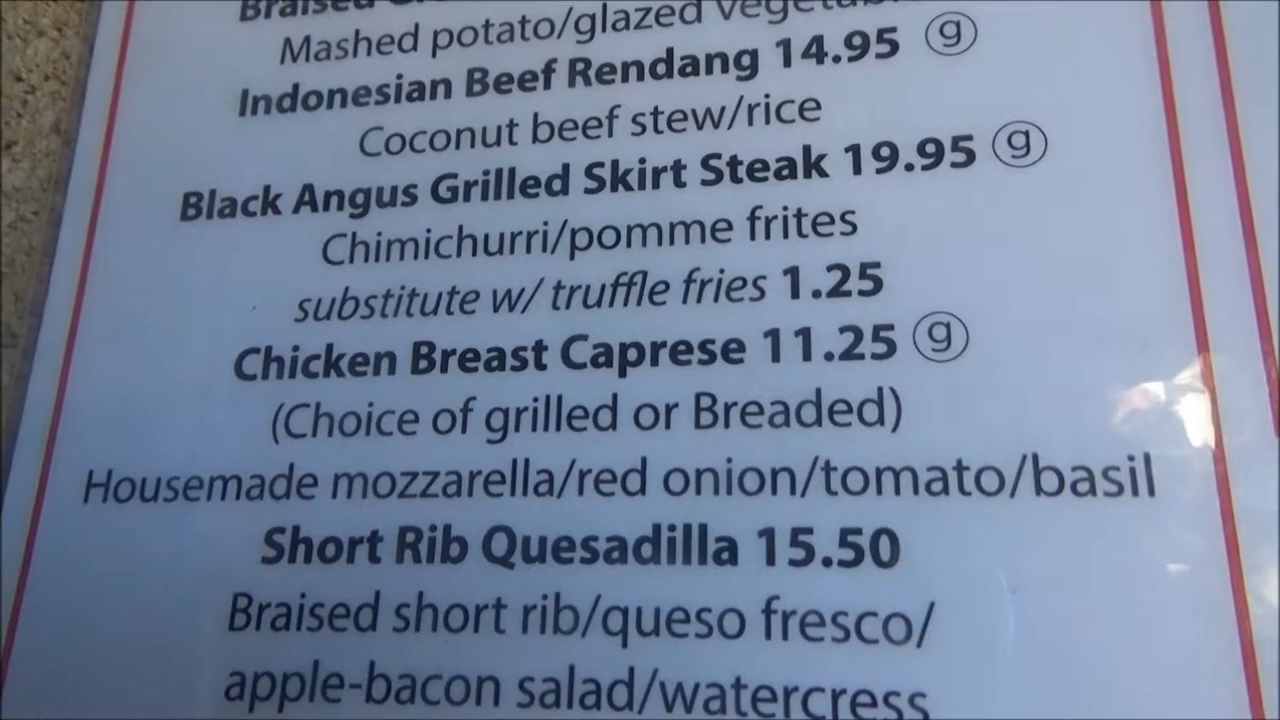 Braised
Mashed potato/glazed
Indonesian Beef Rendang 14.95 g
Coconut beef stew/rice
Black Angus Grilled Skirt Steak 19.95 g
Chimichurri/pomme frites
substitute w/ truffle fries 1.25
Chicken Breast Caprese 11.25 g
(Choice of grilled or Breaded)
Housemade mozzarella/red onion/tomato/basil
Short Rib Quesadilla 15.50
Braised short rib/queso fresco/
apple-bacon salad/watercress